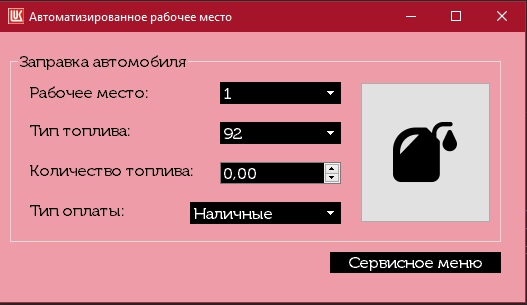 Автоматизированное рабочее место
Заправка автомобиля
Рабочее место: 1
Тип топлива: 92
Количество топлива: 0,00
Тип оплаты: Наличные
Сервисное меню